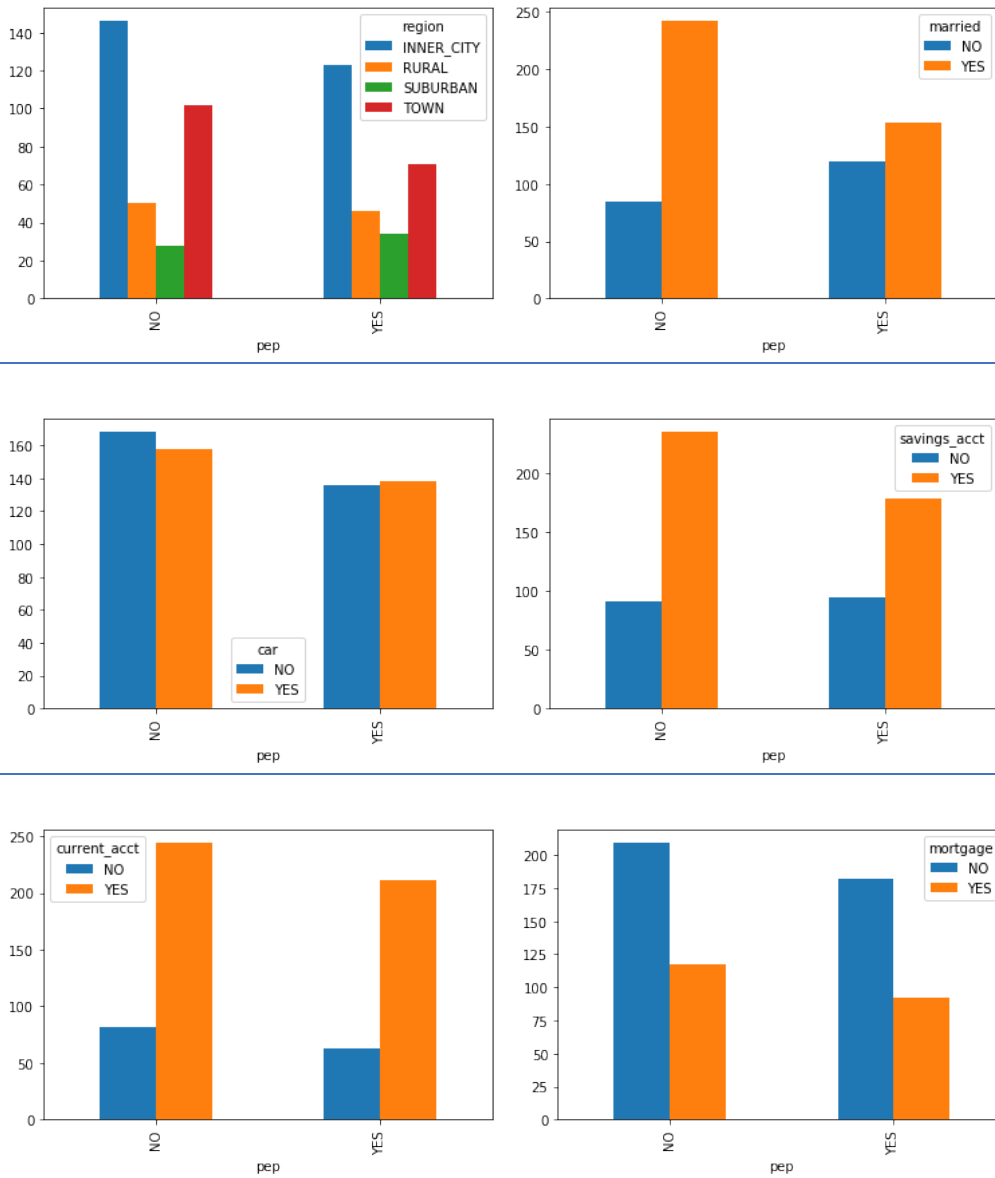 140
120
100
80
60
40
20
0
region
INNER_CITY
RURAL
SUBURBAN
TOWN
NO
YES
pep
250
200
150
100
50
0
married
NO
YES
NO
YES
pep
160
140
120
100
80
60
40
20
0
car
NO
YES
NO
YES
pep
200
150
100
50
0
savings_acct
NO
YES
NO
YES
pep
250
200
150
100
50
0
current_acct
NO
YES
NO
YES
pep
200
175
150
125
100
75
50
25
0
mortgage
NO
YES
NO
YES
pep